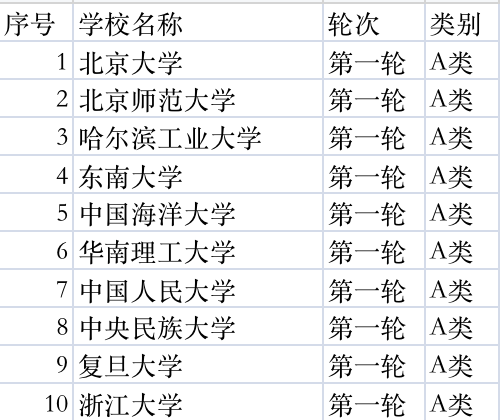 序号 学校名称 轮次 类别
1 北京大学 第一轮 A类
2 北京师范大学 第一轮 A类
3 哈尔滨工业大学 第一轮 A类
4 东南大学 第一轮 A类
5 中国海洋大学 第一轮 A类
6 华南理工大学 第一轮 A类
7 中国人民大学 第一轮 A类
8 中央民族大学 第一轮 A类
9 复旦大学 第一轮 A类
10 浙江大学 第一轮 A类